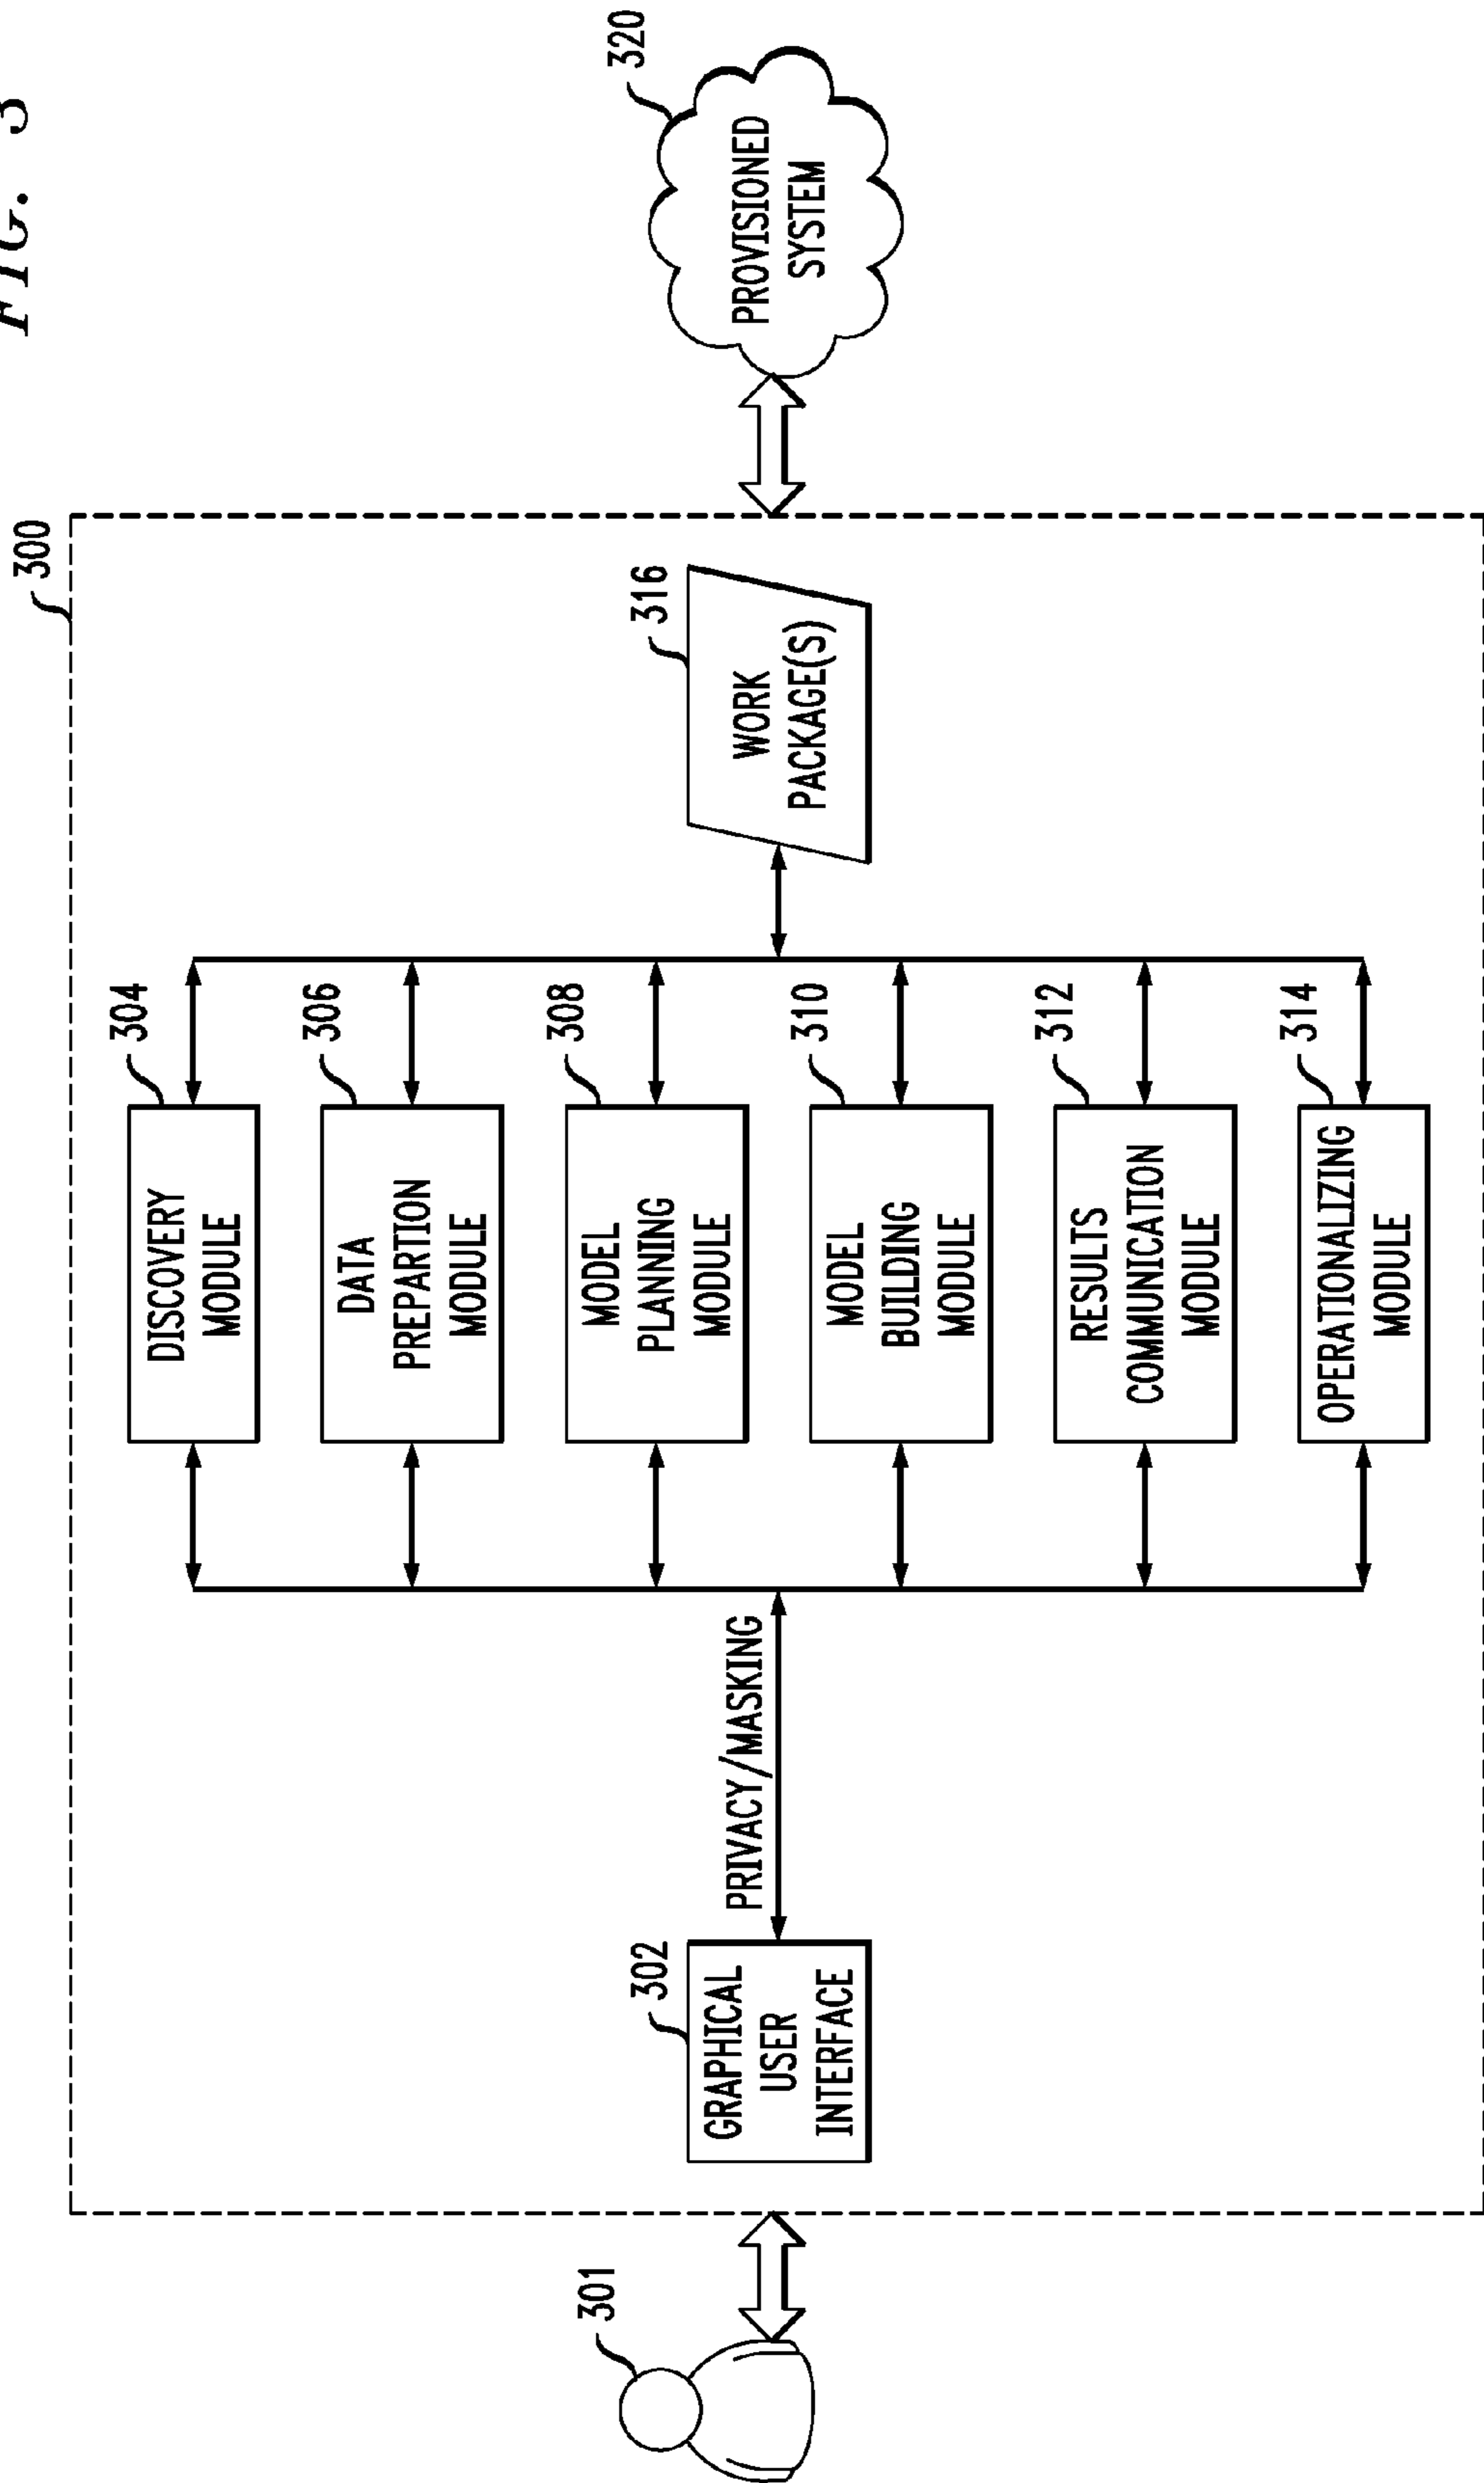 FIG. 3
300
301
302
GRAPHICAL
USER
INTERFACE
PRIVACY/MASKING
304
DISCOVERY
MODULE
306
DATA
PREPARTION
MODULE
308
MODEL
PLANNING
MODULE
310
MODEL
BUILDING
MODULE
312
RESULTS
COMMUNICATION
MODULE
314
OPERATIONALIZING
MODULE
316
WORK
PACKAGE(S)
320
PROVISIONED
SYSTEM